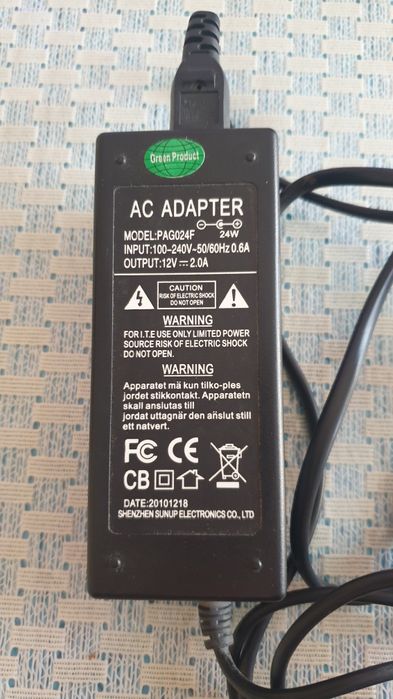 Green Product
AC ADAPTER
MODEL:PAG024F 24W
INPUT:100-240V~50/60Hz 0.6A
OUTPUT:12V⎓2.0A
CAUTION
RISK OF ELECTRIC SHOCK
DO NOT OPEN
WARNING
FOR I.T.E USE ONLY LIMITED POWER
SOURCE RISK OF ELECTRIC SHOCK
DO NOT OPEN.
WARNING
Apparatet mä kun tilko-ples
jordet stikkontakt. Apparatetn
skall anslutas till
jordat uttagnär den añslut still
ett nøtvert.
FC CE
CB
DATE:20101218
SHENZHEN SUNUP ELECTRONICS CO., LTD